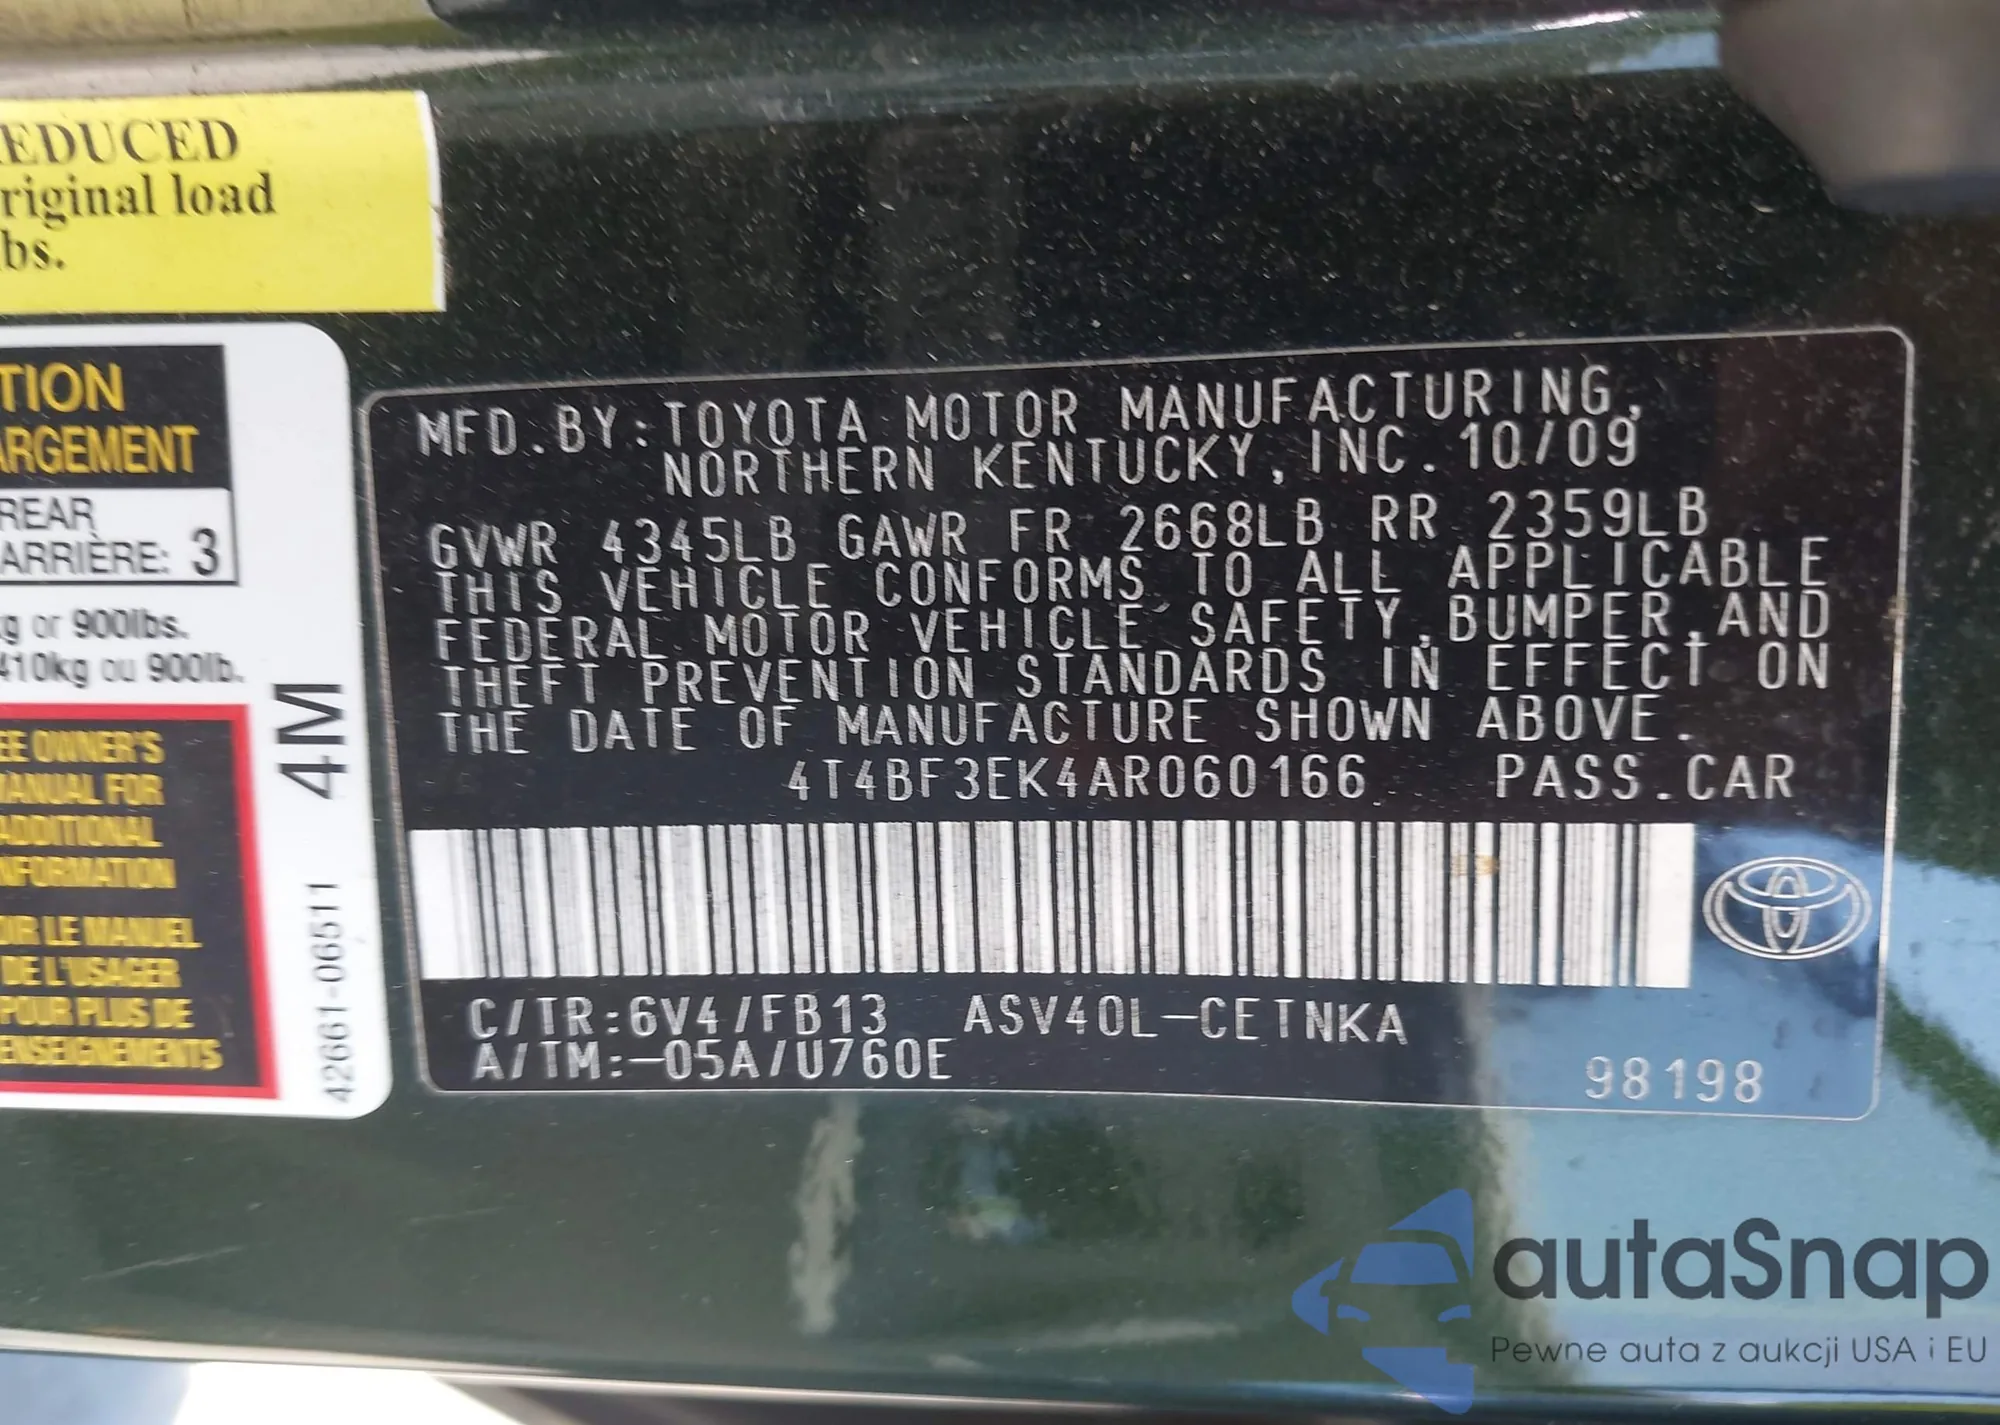 EDUCED
riginal load
bs.
TION
ARGEMENT
REAR
ARRIÈRE: 3
g or 900lbs.
410kg ou 900lb.
EE OWNER'S
MANUAL FOR
ADDITIONAL
NFORMATION
OIR LE MANUEL
DE L'USAGER
POUR PLUS DE
ENSEIGNEMENTS
4M
42661-06511
MFD.BY:TOYOTA MOTOR MANUFACTURING,
NORTHERN KENTUCKY, INC. 10/09
GVWR 4345LB GAWR FR 2668LB RR 2359LB
THIS VEHICLE CONFORMS TO ALL APPLICABLE
FEDERAL MOTOR VEHICLE SAFETY,BUMPER,AND
THEFT PREVENTION STANDARDS IN EFFECT ON
THE DATE OF MANUFACTURE SHOWN ABOVE.
4T4BF3EK4AR060166 PASS.CAR
C/TR:6V4/FB13 ASV40L-CETNKA
A/TM:-05A/U760E
98198
autaSnap
Pewne auta z aukcji USA i EU